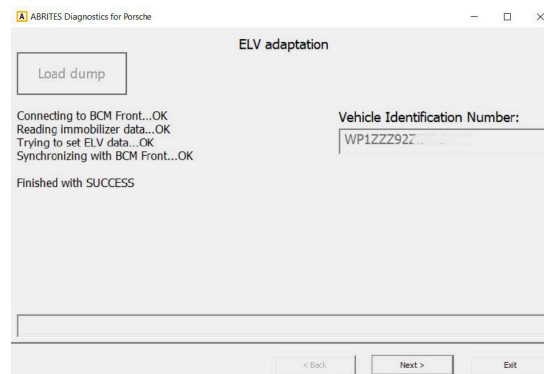 A ABRITES Diagnostics for Porsche
ELV adaptation
Load dump
Connecting to BCM Front...OK
Reading immobilizer data...OK
Trying to set ELV data...OK
Synchronizing with BCM Front...OK
Finished with SUCCESS
Vehicle Identification Number:
WP1ZZZ92Z
< Back
Next >
Exit